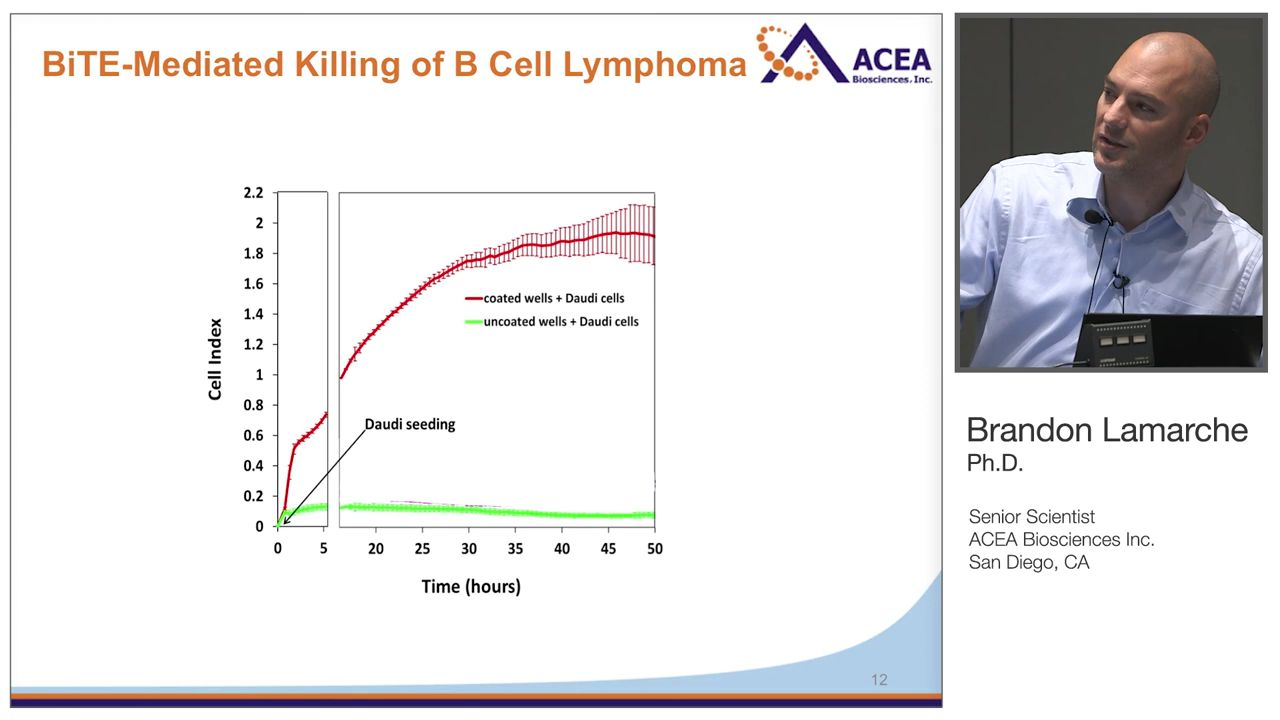 BiTE-Mediated Killing of B Cell Lymphoma
ACEA
Biosciences, Inc.
2.2
2
1.8
1.6
1.4
1.2
1
0.8
0.6
0.4
0.2
0
Cell Index
coated wells + Daudi cells
uncoated wells + Daudi cells
Daudi seeding
0 5 20 25 30 35 40 45 50
Time (hours)
12
Brandon Lamarche
Ph.D.
Senior Scientist
ACEA Biosciences Inc.
San Diego, CA